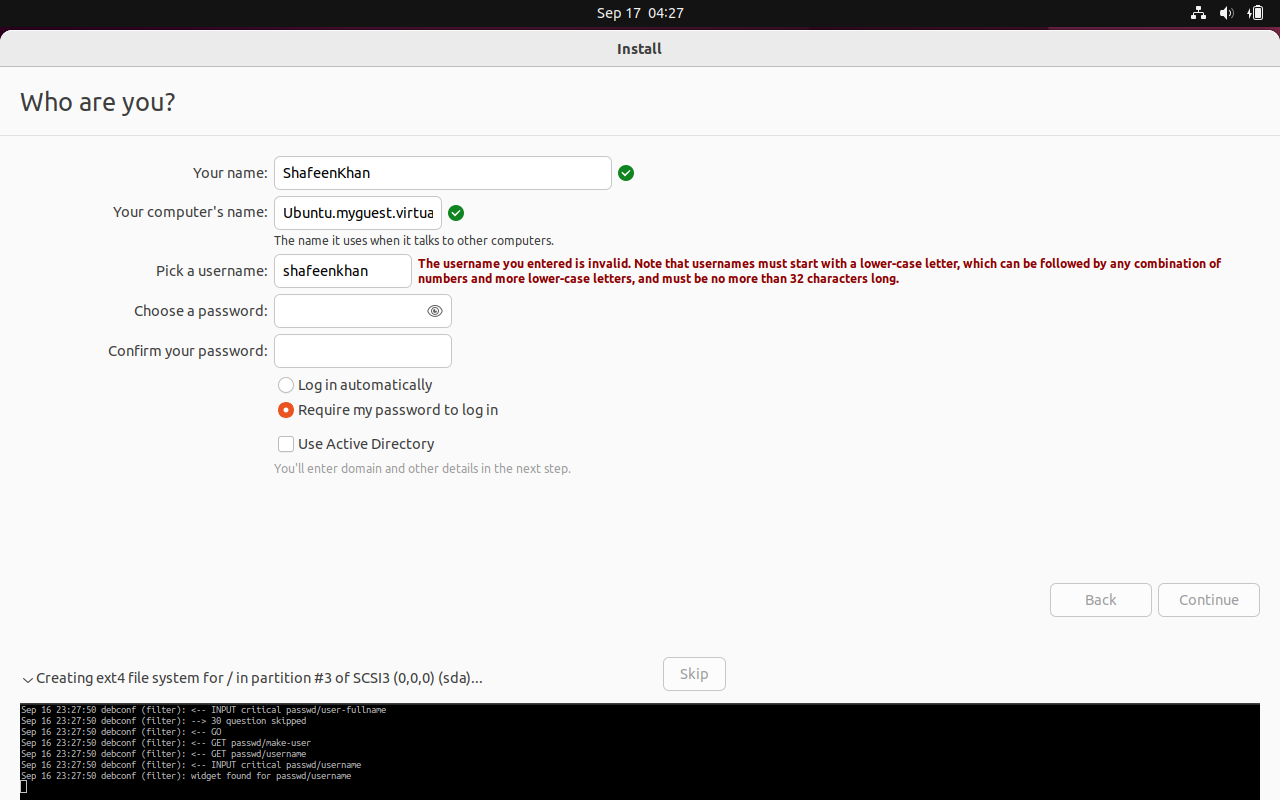 Sep 17 04:27
Install
Who are you?
Your name: ShafeenKhan
Your computer's name: Ubuntu.myguest.virtua
The name it uses when it talks to other computers.
Pick a username: shafeenkhan The username you entered is invalid. Note that usernames must start with a lower-case letter, which can be followed by any combination of
numbers and more lower-case letters, and must be no more than 32 characters long.
Choose a password:
Confirm your password:
Log in automatically
Require my password to log in
Use Active Directory
You'll enter domain and other details in the next step.
Back Continue
Creating ext4 file system for / in partition #3 of SCSI3 (0,0,0) (sda)... Skip
Sep 16 23:27:50 debconf (filter): <-- INPUT critical passwd/user-fullname
Sep 16 23:27:50 debconf (filter): --> 30 question skipped
Sep 16 23:27:50 debconf (filter): <-- GO
Sep 16 23:27:50 debconf (filter): <-- GET passwd/make-user
Sep 16 23:27:50 debconf (filter): <-- GET passwd/username
Sep 16 23:27:50 debconf (filter): <-- INPUT critical passwd/username
Sep 16 23:27:50 debconf (filter): widget found for passwd/username